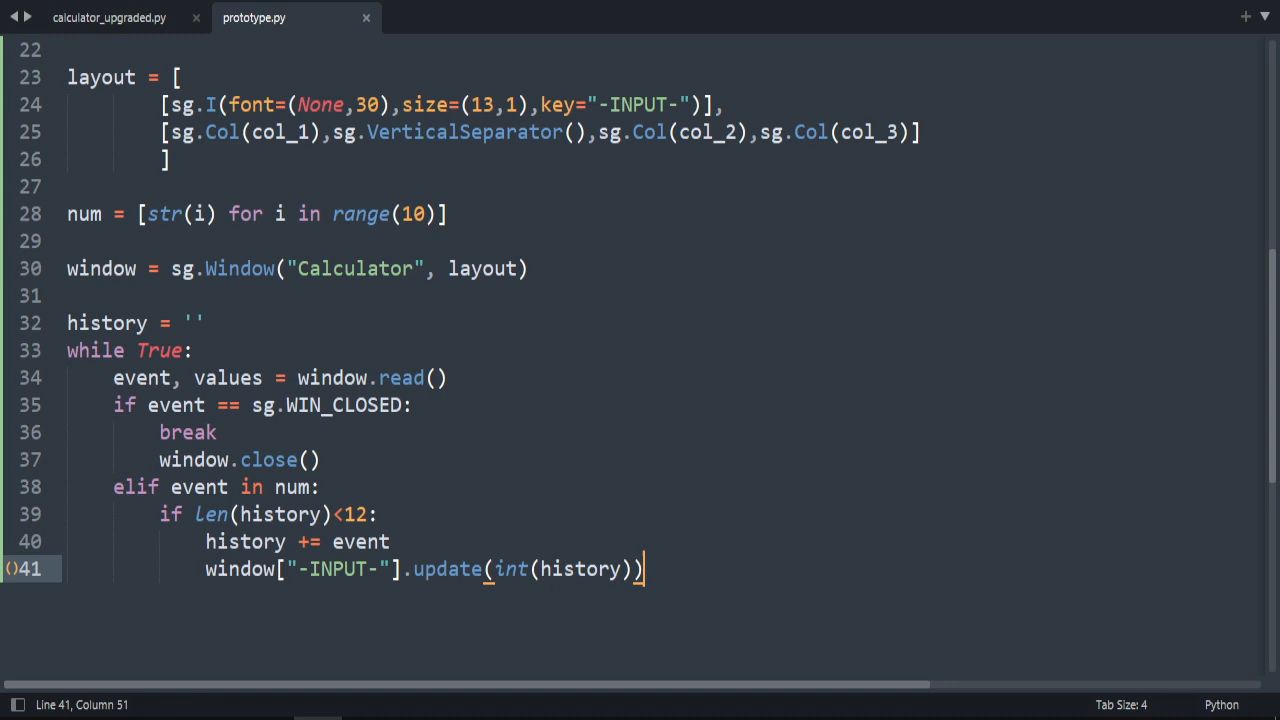 calculator_upgraded.py × prototype.py ×
22
23 layout = [
24 [sg.I(font=(None,30),size=(13,1),key="-INPUT-")],
25 [sg.Col(col_1),sg.VerticalSeparator(),sg.Col(col_2),sg.Col(col_3)]
26 ]
27
28 num = [str(i) for i in range(10)]
29
30 window = sg.Window("Calculator", layout)
31
32 history = ''
33 while True:
34 event, values = window.read()
35 if event == sg.WIN_CLOSED:
36 break
37 window.close()
38 elif event in num:
39 if len(history)<12:
40 history += event
()41 window["-INPUT-"].update(int(history))
Line 41, Column 51 Tab Size: 4 Python